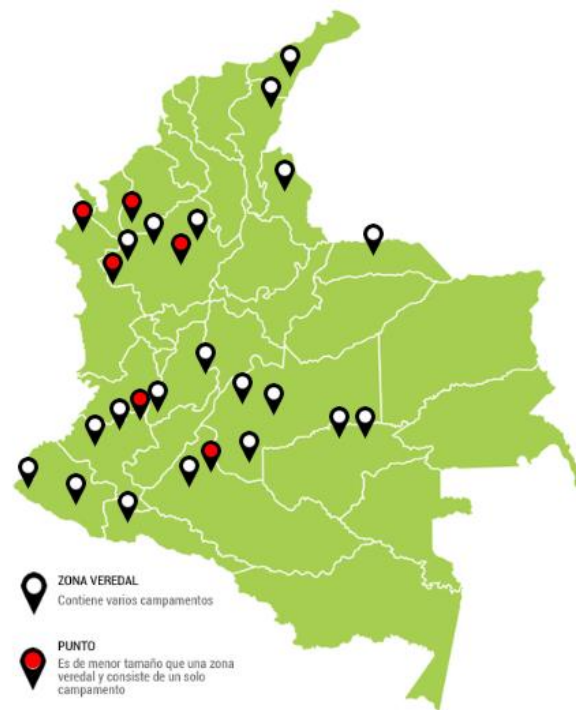 ZONA VEREDAL
Contiene varios campamentos
PUNTO
Es de menor tamaño que una zona
veredal y consiste de un solo
campamento